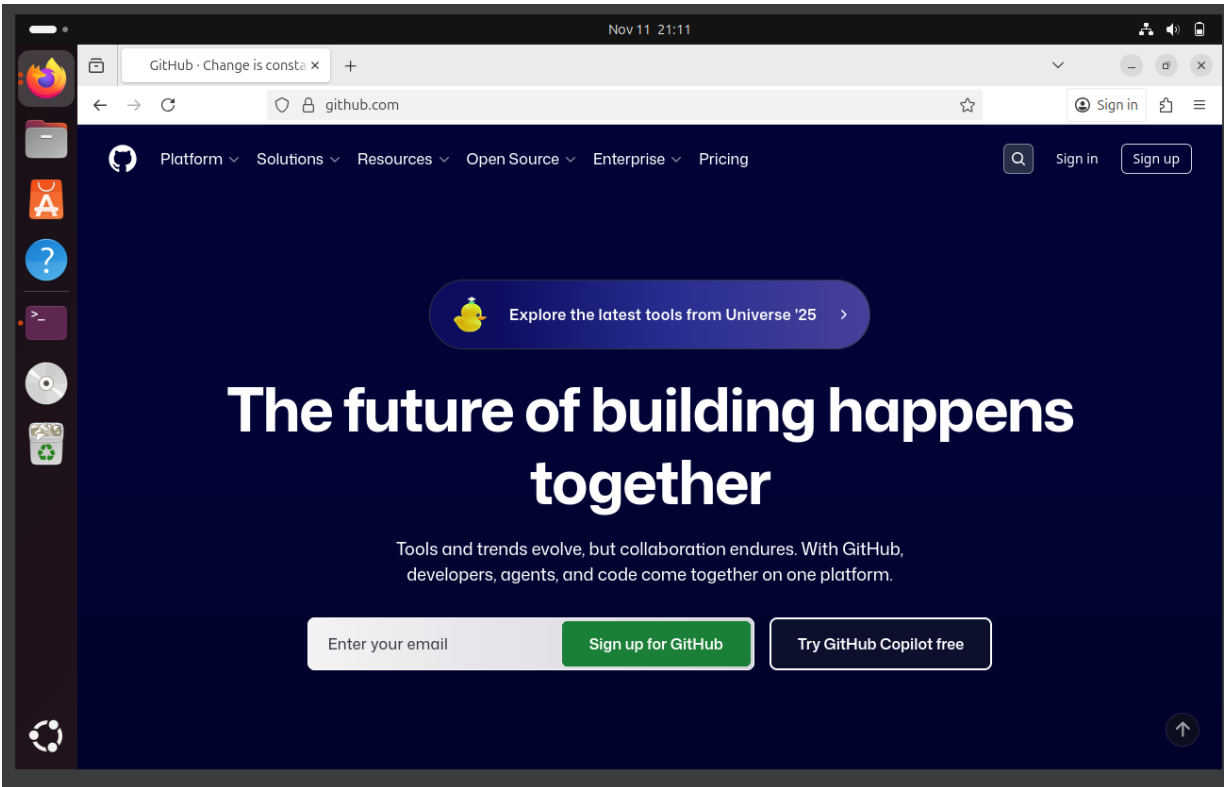 Nov 11 21:11
GitHub · Change is consta
github.com
Sign in
Platform
Solutions
Resources
Open Source
Enterprise
Pricing
Sign in
Sign up
Explore the latest tools from Universe '25
The future of building happens
together
Tools and trends evolve, but collaboration endures. With GitHub,
developers, agents, and code come together on one platform.
Enter your email
Sign up for GitHub
Try GitHub Copilot free